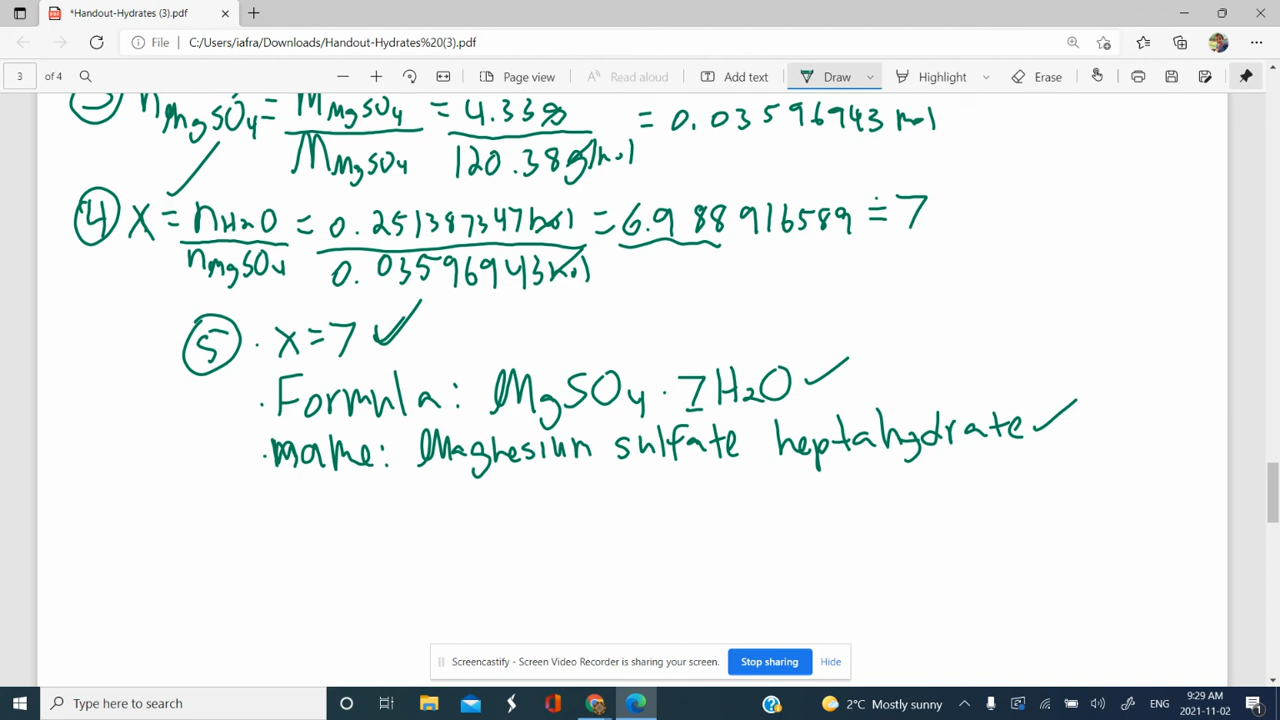 *Handout-Hydrates (3).pdf
File C:/Users/iafra/Downloads/Handout-Hydrates%20(3).pdf
3 of 4 Page view Read aloud Add text Draw Highlight Erase
③ nMgSO₄ = mMgSO₄ / MMgSO₄ = 4.33g / 120.38g/mol = 0.03596943 mol
④ X = nH₂O / nMgSO₄ = 0.251387347mol / 0.03596943mol = 6.988916589 ≐ 7
⑤ · X=7 ✓
· Formula: MgSO₄ · 7H₂O ✓
· name: Magnesium sulfate heptahydrate ✓
Screencastify - Screen Video Recorder is sharing your screen. Stop sharing Hide
Type here to search 2°C Mostly sunny ENG 9:29 AM
2021-11-02 1